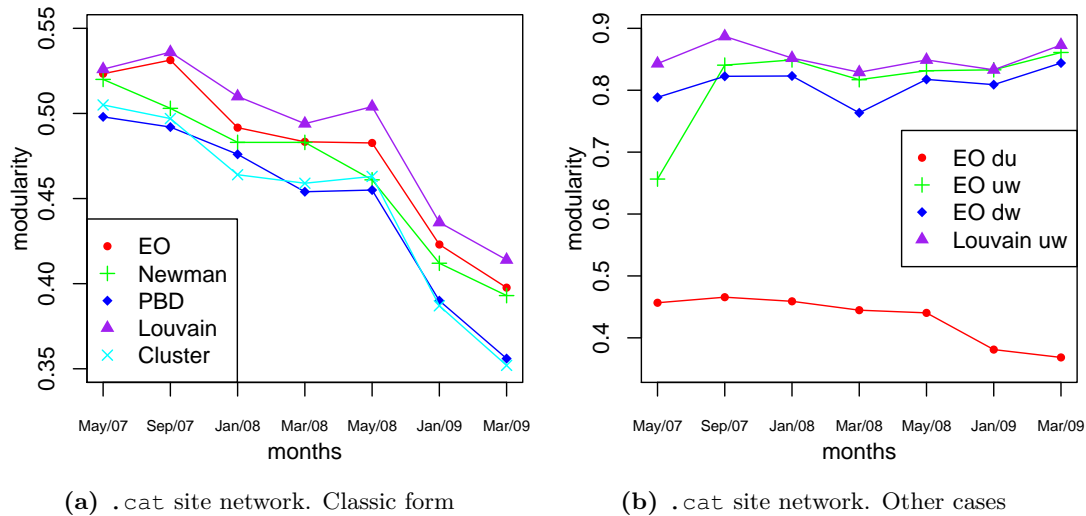 0.55
0.50
0.45
0.40
0.35
modularity
EO
Newman
PBD
Louvain
Cluster
May/07 Sep/07 Jan/08 Mar/08 May/08 Jan/09 Mar/09
months
(a) .cat site network. Classic form
0.9
0.8
0.7
0.6
0.5
0.4
modularity
EO du
EO uw
EO dw
Louvain uw
May/07 Sep/07 Jan/08 Mar/08 May/08 Jan/09 Mar/09
months
(b) .cat site network. Other cases